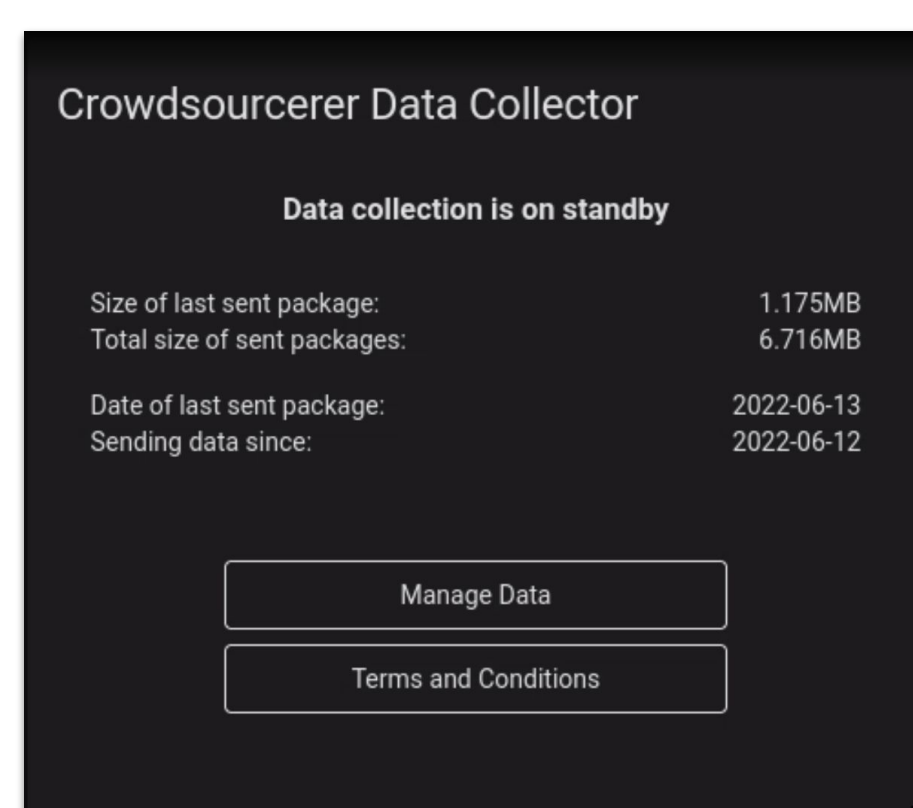 Crowdsourcerer Data Collector
Data collection is on standby
Size of last sent package: 1.175MB
Total size of sent packages: 6.716MB
Date of last sent package: 2022-06-13
Sending data since: 2022-06-12
Manage Data
Terms and Conditions